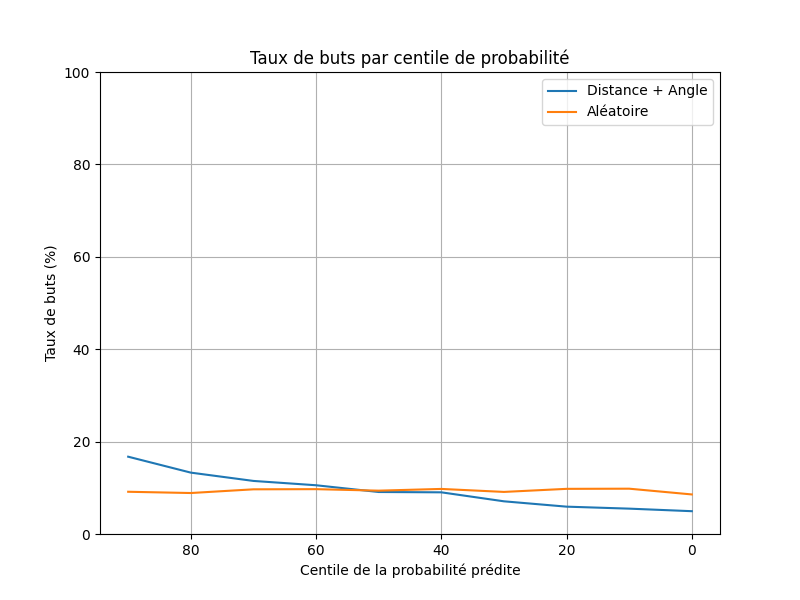 Taux de buts par centile de probabilité
Distance + Angle
Aléatoire
Taux de buts (%)
100
80
60
40
20
0
80 60 40 20 0
Centile de la probabilité prédite